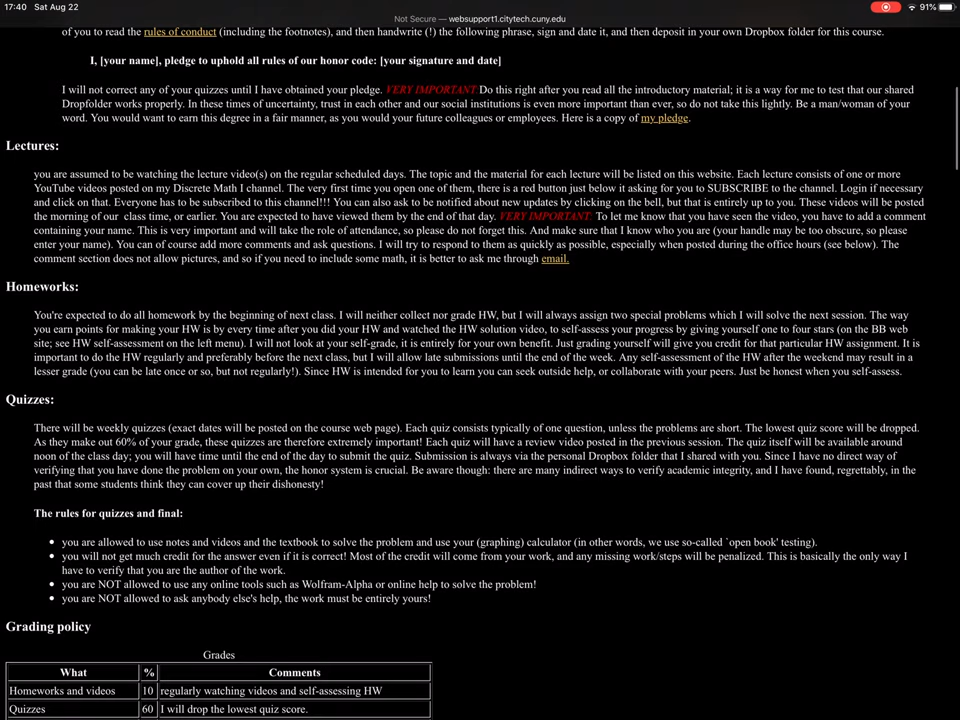 17:40 Sat Aug 22 91%
Not Secure — websupport1.citytech.cuny.edu
of you to read the rules of conduct (including the footnotes), and then handwrite (!) the following phrase, sign and date it, and then deposit in your own Dropbox folder for this course.
I, [your name], pledge to uphold all rules of our honor code: [your signature and date]
I will not correct any of your quizzes until I have obtained your pledge. VERY IMPORTANT Do this right after you read all the introductory material; it is a way for me to test that our shared
Dropfolder works properly. In these times of uncertainty, trust in each other and our social institutions is even more important than ever, so do not take this lightly. Be a man/woman of your
word. You would want to earn this degree in a fair manner, as you would your future colleagues or employees. Here is a copy of my pledge.
Lectures:
you are assumed to be watching the lecture video(s) on the regular scheduled days. The topic and the material for each lecture will be listed on this website. Each lecture consists of one or more
YouTube videos posted on my Discrete Math I channel. The very first time you open one of them, there is a red button just below it asking for you to SUBSCRIBE to the channel. Login if necessary
and click on that. Everyone has to be subscribed to this channel!!! You can also ask to be notified about new updates by clicking on the bell, but that is entirely up to you. These videos will be posted
the morning of our class time, or earlier. You are expected to have viewed them by the end of that day. VERY IMPORTANT To let me know that you have seen the video, you have to add a comment
containing your name. This is very important and will take the role of attendance, so please do not forget this. And make sure that I know who you are (your handle may be too obscure, so please
enter your name). You can of course add more comments and ask questions. I will try to respond to them as quickly as possible, especially when posted during the office hours (see below). The
comment section does not allow pictures, and so if you need to include some math, it is better to ask me through email.
Homeworks:
You're expected to do all homework by the beginning of next class. I will neither collect nor grade HW, but I will always assign two special problems which I will solve the next session. The way
you earn points for making your HW is by every time after you did your HW and watched the HW solution video, to self-assess your progress by giving yourself one to four stars (on the BB web
site; see HW self-assessment on the left menu). I will not look at your self-grade, it is entirely for your own benefit. Just grading yourself will give you credit for that particular HW assignment. It is
important to do the HW regularly and preferably before the next class, but I will allow late submissions until the end of the week. Any self-assessment of the HW after the weekend may result in a
lesser grade (you can be late once or so, but not regularly!). Since HW is intended for you to learn you can seek outside help, or collaborate with your peers. Just be honest when you self-assess.
Quizzes:
There will be weekly quizzes (exact dates will be posted on the course web page). Each quiz consists typically of one question, unless the problems are short. The lowest quiz score will be dropped.
As they make out 60% of your grade, these quizzes are therefore extremely important! Each quiz will have a review video posted in the previous session. The quiz itself will be available around
noon of the class day; you will have time until the end of the day to submit the quiz. Submission is always via the personal Dropbox folder that I shared with you. Since I have no direct way of
verifying that you have done the problem on your own, the honor system is crucial. Be aware though: there are many indirect ways to verify academic integrity, and I have found, regrettably, in the
past that some students think they can cover up their dishonesty!
The rules for quizzes and final:
• you are allowed to use notes and videos and the textbook to solve the problem and use your (graphing) calculator (in other words, we use so-called `open book' testing).
• you will not get much credit for the answer even if it is correct! Most of the credit will come from your work, and any missing work/steps will be penalized. This is basically the only way I
have to verify that you are the author of the work.
• you are NOT allowed to use any online tools such as Wolfram-Alpha or online help to solve the problem!
• you are NOT allowed to ask anybody else's help, the work must be entirely yours!
Grading policy
Grades
What % Comments
Homeworks and videos 10 regularly watching videos and self-assessing HW
Quizzes 60 I will drop the lowest quiz score.